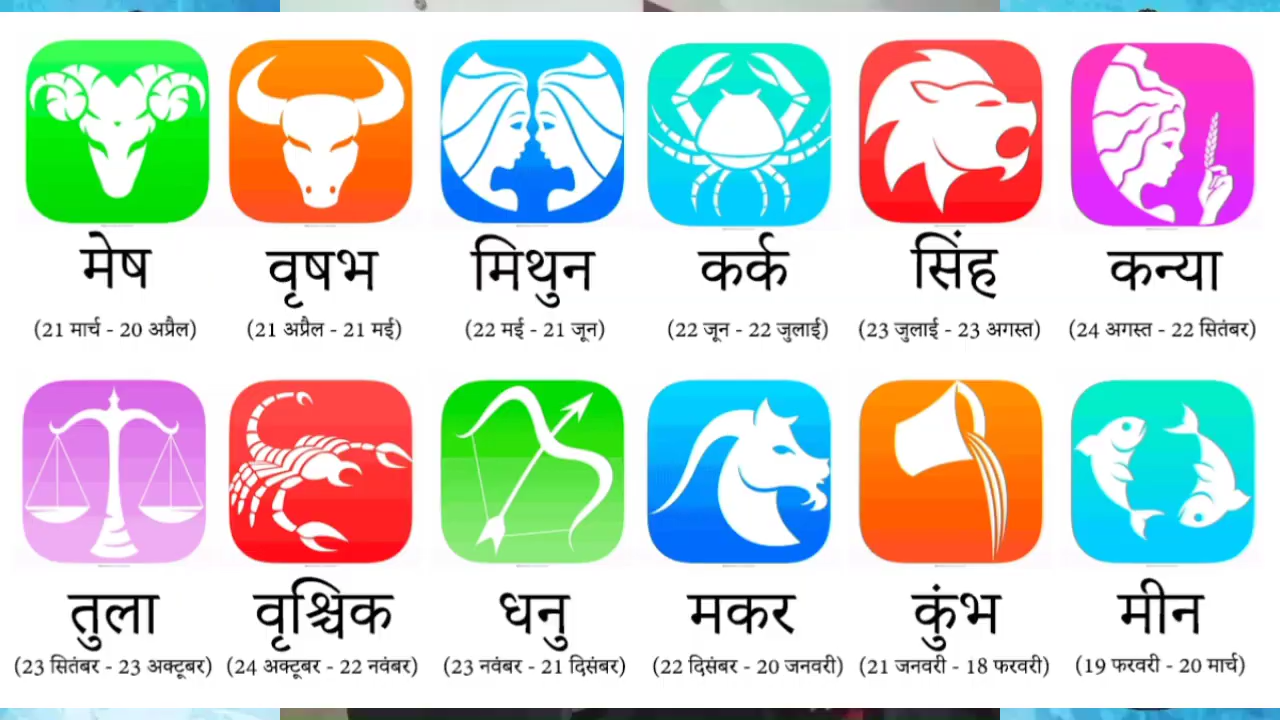 मेष वृषभ मिथुन कर्क सिंह कन्या
(21 मार्च - 20 अप्रैल) (21 अप्रैल - 21 मई) (22 मई - 21 जून) (22 जून - 22 जुलाई) (23 जुलाई - 23 अगस्त) (24 अगस्त - 22 सितंबर)
तुला वृश्चिक धनु मकर कुंभ मीन
(23 सितंबर - 23 अक्टूबर) (24 अक्टूबर - 22 नवंबर) (23 नवंबर - 21 दिसंबर) (22 दिसंबर - 20 जनवरी) (21 जनवरी - 18 फरवरी) (19 फरवरी - 20 मार्च)